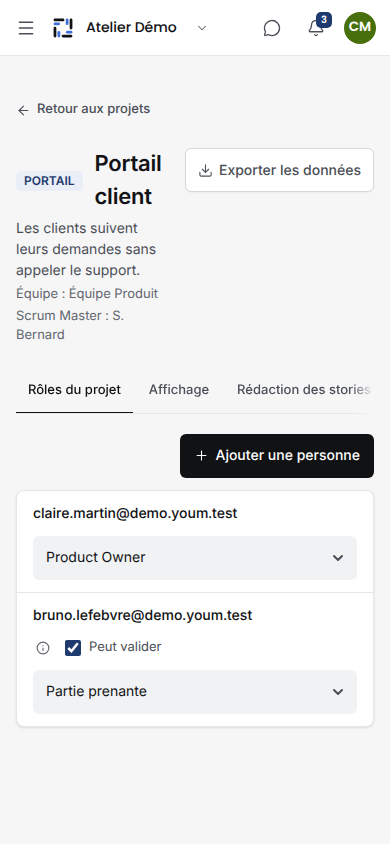 Atelier Démo
3
CM
Retour aux projets
PORTAIL
Portail
client
Exporter les données
Les clients suivent
leurs demandes sans
appeler le support.
Équipe : Équipe Produit
Scrum Master : S.
Bernard
Rôles du projet
Affichage
Rédaction des stories
Ajouter une personne
claire.martin@demo.youm.test
Product Owner
bruno.lefebvre@demo.youm.test
Peut valider
Partie prenante